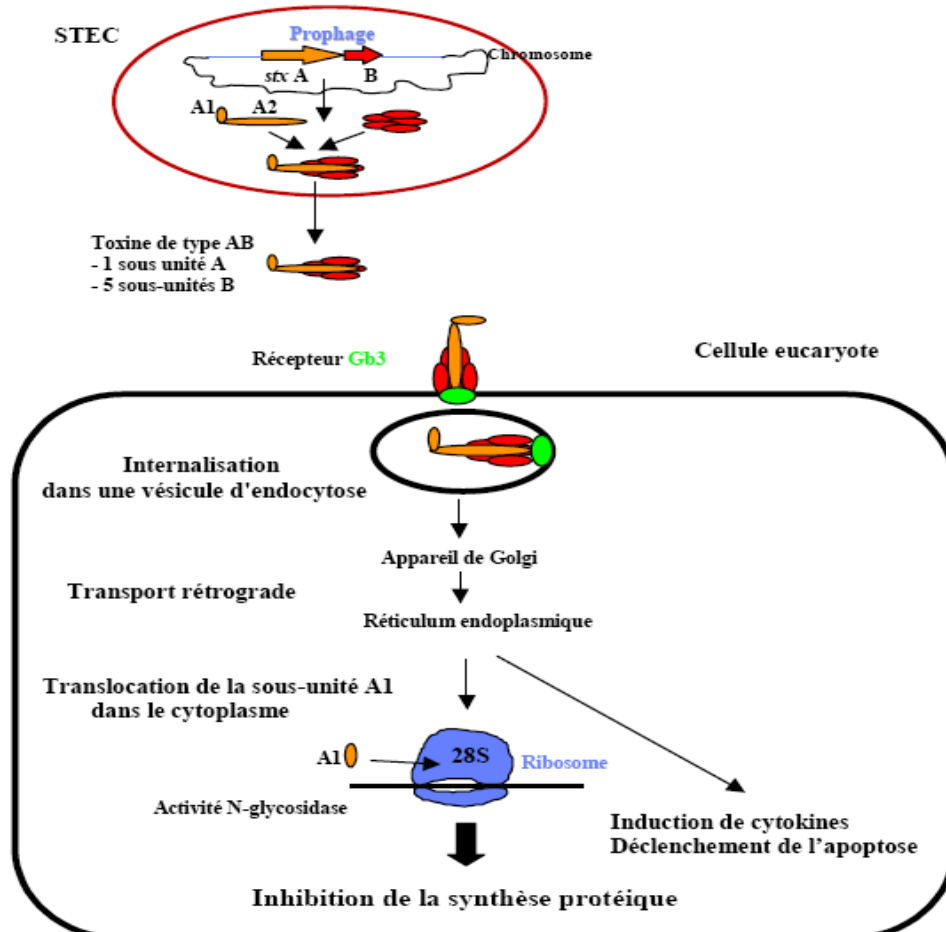 STEC
Prophage
Chromosome
stx A
B
A1
A2
Toxine de type AB
- 1 sous unité A
- 5 sous-unités B
Récepteur Gb3
Cellule eucaryote
Internalisation
dans une vésicule d'endocytose
Appareil de Golgi
Transport rétrograde
Réticulum endoplasmique
Translocation de la sous-unité A1
dans le cytoplasme
A1
28S
Ribosome
Activité N-glycosidase
Induction de cytokines
Déclenchement de l'apoptose
Inhibition de la synthèse protéique